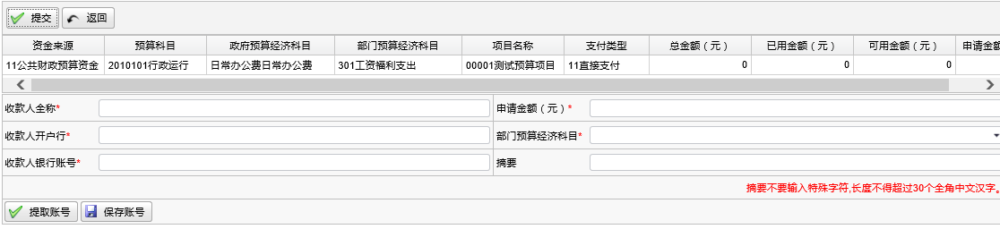 提交 返回
资金来源 预算科目 政府预算经济科目 部门预算经济科目 项目名称 支付类型 总金额（元） 已用金额（元） 可用金额（元） 申请金额
11公共财政预算资金 2010101行政运行 日常办公费日常办公费 301工资福利支出 00001测试预算项目 11直接支付 0 0 0
收款人全称* 申请金额（元）*
收款人开户行* 部门预算经济科目*
收款人银行账号* 摘要
摘要不要输入特殊字符,长度不得超过30个全角中文汉字。
提取账号 保存账号